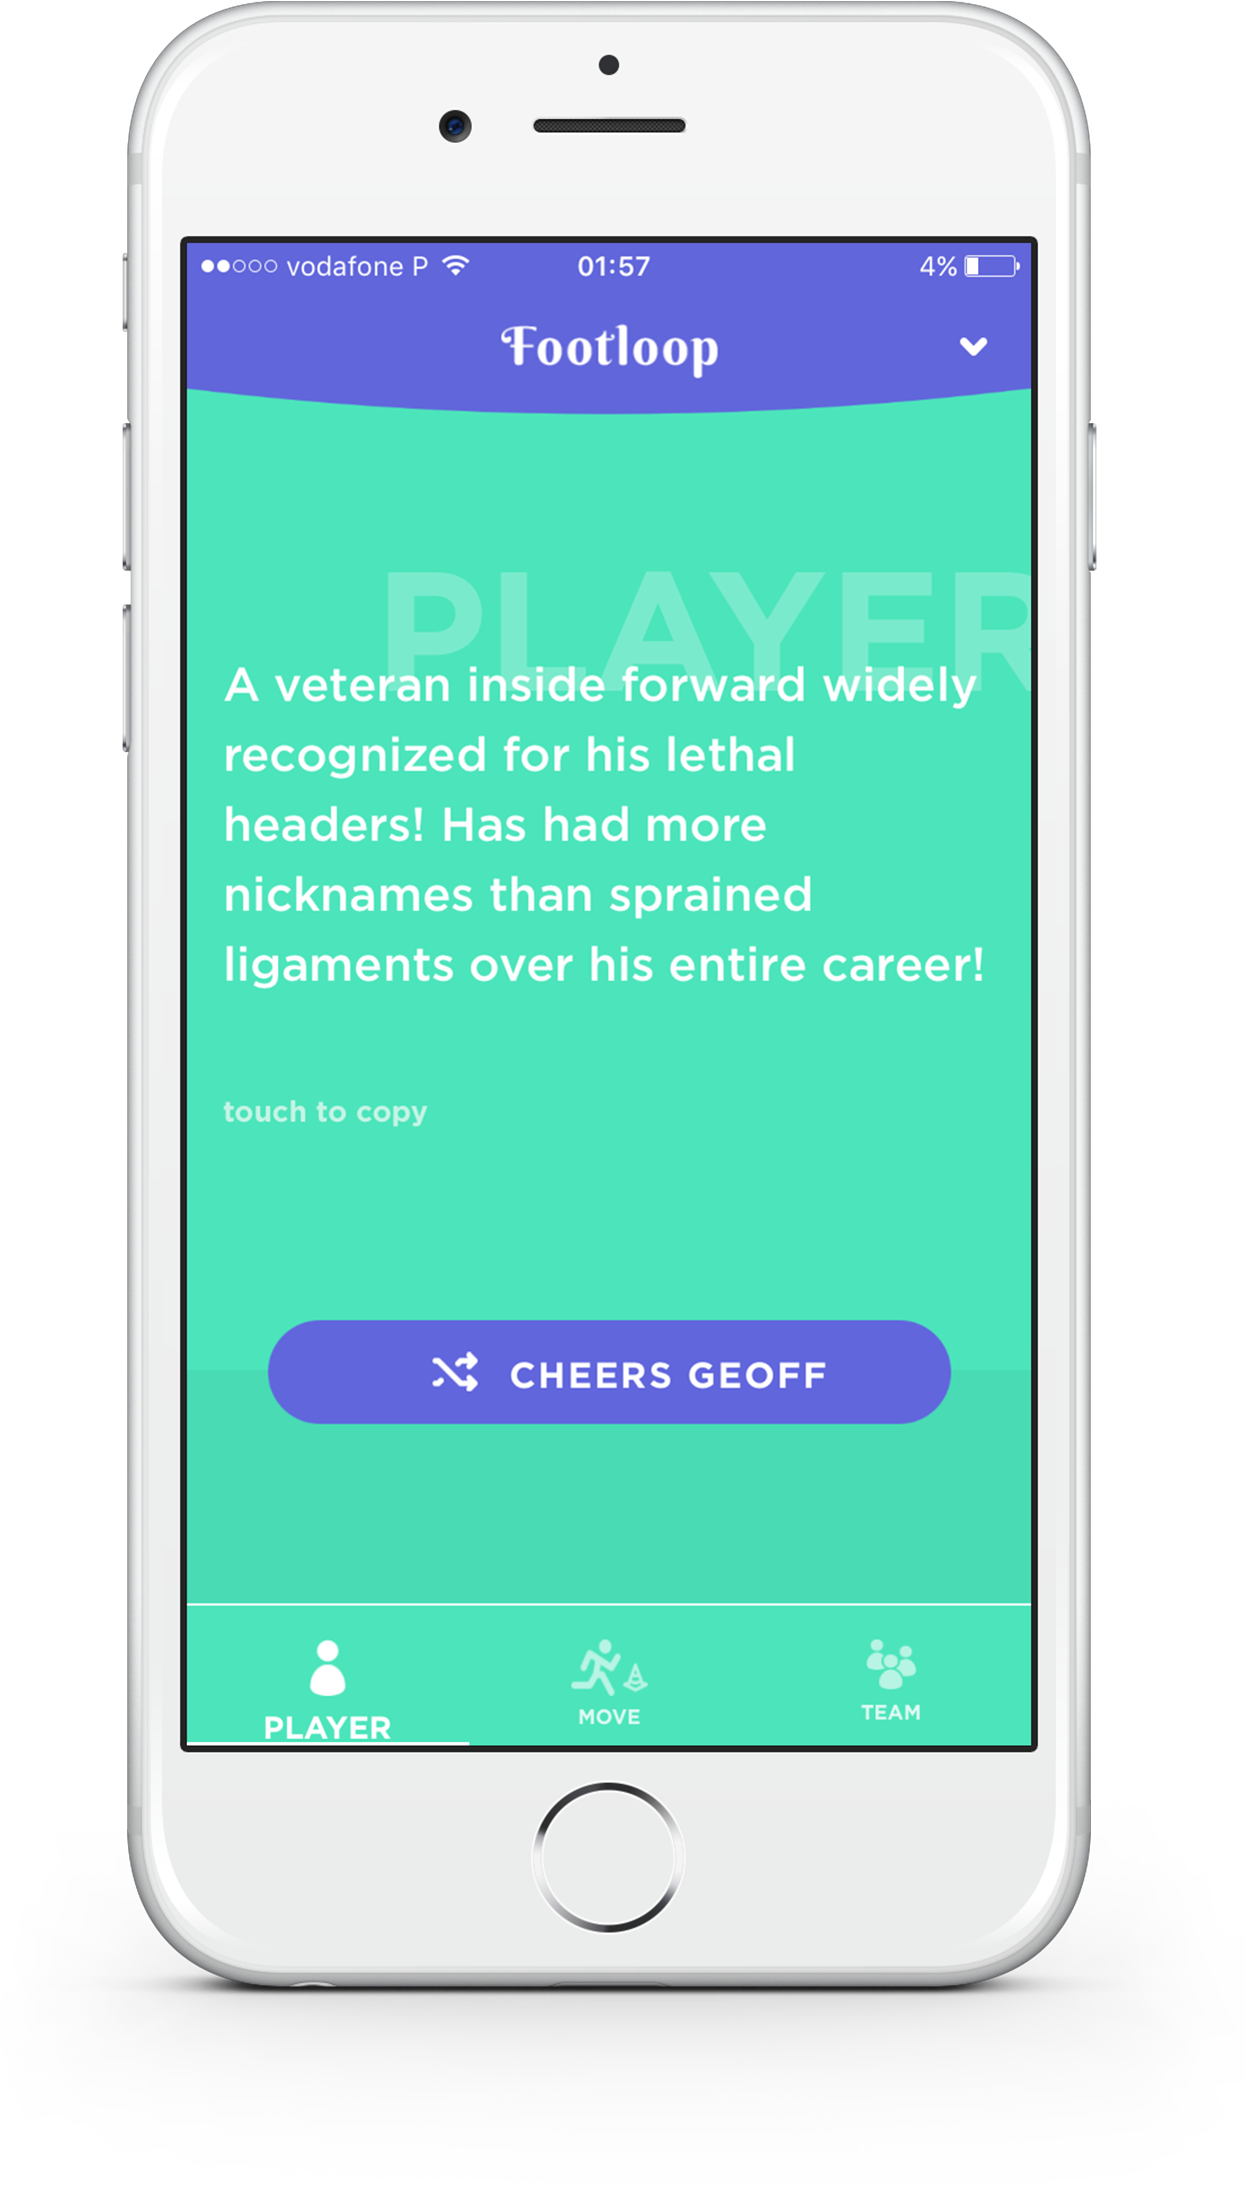 vodafone P 01:57 4%
Footloop
PLAYER
A veteran inside forward widely
recognized for his lethal
headers! Has had more
nicknames than sprained
ligaments over his entire career!
touch to copy
CHEERS GEOFF
PLAYER MOVE TEAM